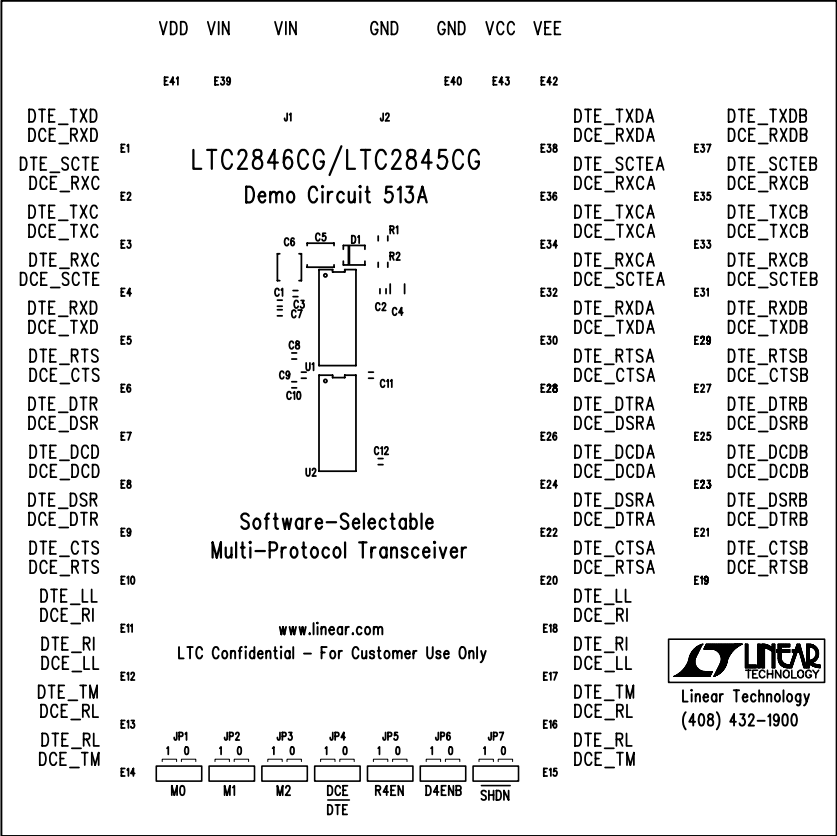 VDD VIN VIN GND GND VCC VEE
E41 E39 E40 E43 E42
J1 J2
DTE_TXD
DCE_RXD
E1
DTE_SCTE
DCE_RXC
E2
DTE_TXC
DCE_TXC
E3
DTE_RXC
DCE_SCTE
E4
DTE_RXD
DCE_TXD
E5
DTE_RTS
DCE_CTS
E6
DTE_DTR
DCE_DSR
E7
DTE_DCD
DCE_DCD
E8
DTE_DSR
DCE_DTR
E9
DTE_CTS
DCE_RTS
E10
DTE_LL
DCE_RI
E11
DTE_RI
DCE_LL
E12
DTE_TM
DCE_RL
E13
DTE_RL
DCE_TM
E14
LTC2846CG/LTC2845CG
Demo Circuit 513A
R1
C6 C5 D1
R2
C1
C3
C7
C2
C4
C8
U1
C9
C11
C10
C12
U2
Software-Selectable
Multi-Protocol Transceiver
www.linear.com
LTC Confidential - For Customer Use Only
JP1 JP2 JP3 JP4 JP5 JP6 JP7
1 0 1 0 1 0 1 0 1 0 1 0 1 0
M0 M1 M2 DCE R4EN D4ENB SHDN
DTE
DTE_TXDA
DCE_RXDA
E38
DTE_SCTEA
DCE_RXCA
E36
DTE_TXCA
DCE_TXCA
E34
DTE_RXCA
DCE_SCTEA
E32
DTE_RXDA
DCE_TXDA
E30
DTE_RTSA
DCE_CTSA
E28
DTE_DTRA
DCE_DSRA
E26
DTE_DCDA
DCE_DCDA
E24
DTE_DSRA
DCE_DTRA
E22
DTE_CTSA
DCE_RTSA
E20
DTE_LL
DCE_RI
E18
DTE_RI
DCE_LL
E17
DTE_TM
DCE_RL
E16
DTE_RL
DCE_TM
E15
DTE_TXDB
DCE_RXDB
E37
DTE_SCTEB
DCE_RXCB
E35
DTE_TXCB
DCE_TXCB
E33
DTE_RXCB
DCE_SCTEB
E31
DTE_RXDB
DCE_TXDB
E29
DTE_RTSB
DCE_CTSB
E27
DTE_DTRB
DCE_DSRB
E25
DTE_DCDB
DCE_DCDB
E23
DTE_DSRB
DCE_DTRB
E21
DTE_CTSB
DCE_RTSB
E19
LINEAR
TECHNOLOGY
Linear Technology
(408) 432-1900